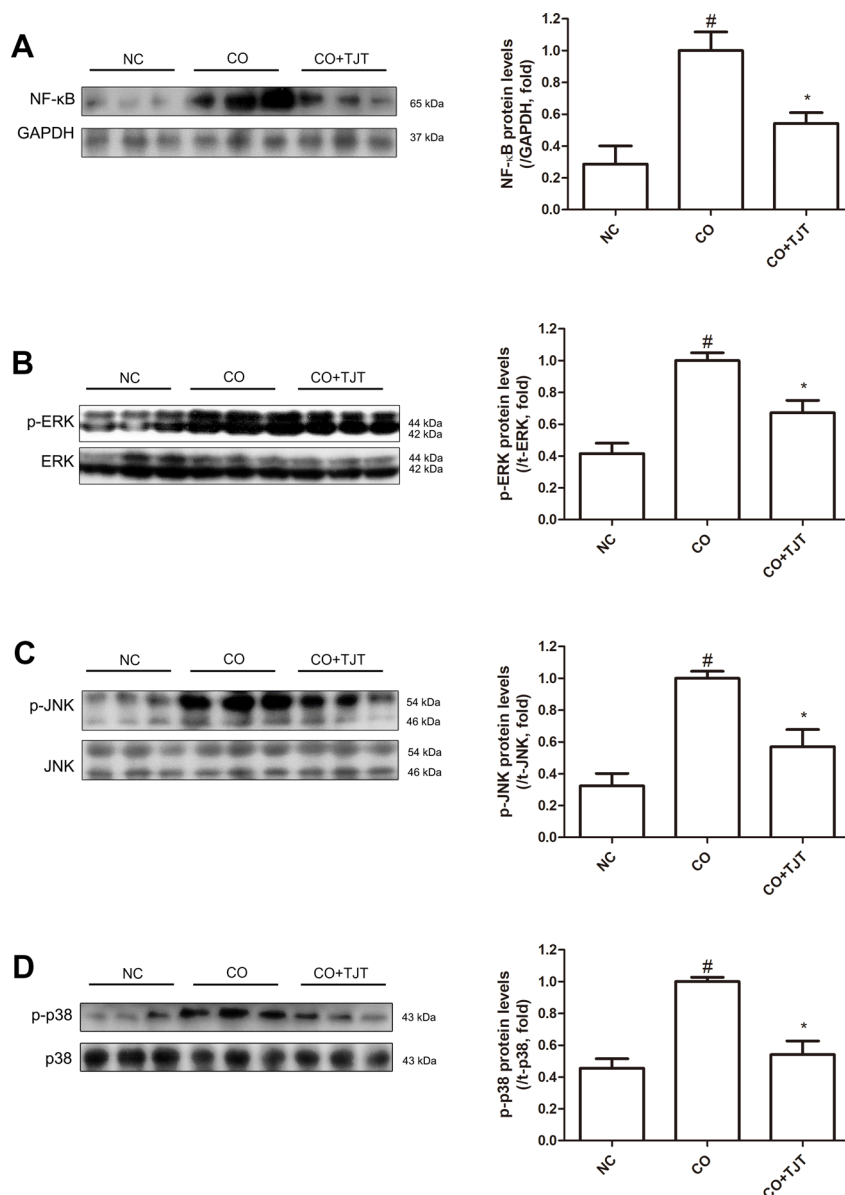 A
NC CO CO+TJT
NF-κB 65 kDa
GAPDH 37 kDa
NF-κB protein levels
(/GAPDH, fold)
1.2
1.0
0.8
0.6
0.4
0.2
0.0
#
*
NC CO CO+TJT
B
NC CO CO+TJT
p-ERK 44 kDa
42 kDa
ERK 44 kDa
42 kDa
p-ERK protein levels
(/t-ERK, fold)
1.2
1.0
0.8
0.6
0.4
0.2
0.0
#
*
NC CO CO+TJT
C
NC CO CO+TJT
p-JNK 54 kDa
46 kDa
JNK 54 kDa
46 kDa
p-JNK protein levels
(/t-JNK, fold)
1.2
1.0
0.8
0.6
0.4
0.2
0.0
#
*
NC CO CO+TJT
D
NC CO CO+TJT
p-p38 43 kDa
p38 43 kDa
p-p38 protein levels
(/t-p38, fold)
1.2
1.0
0.8
0.6
0.4
0.2
0.0
#
*
NC CO CO+TJT